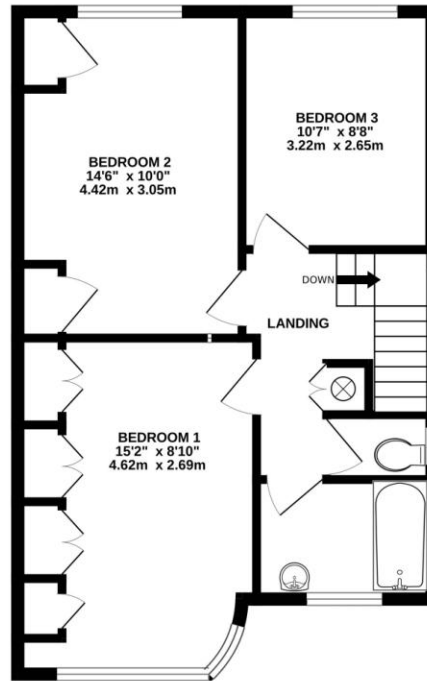 BEDROOM 3
10'7" x 8'8"
3.22m x 2.65m
BEDROOM 2
14'6" x 10'0"
4.42m x 3.05m
DOWN
LANDING
BEDROOM 1
15'2" x 8'10"
4.62m x 2.69m